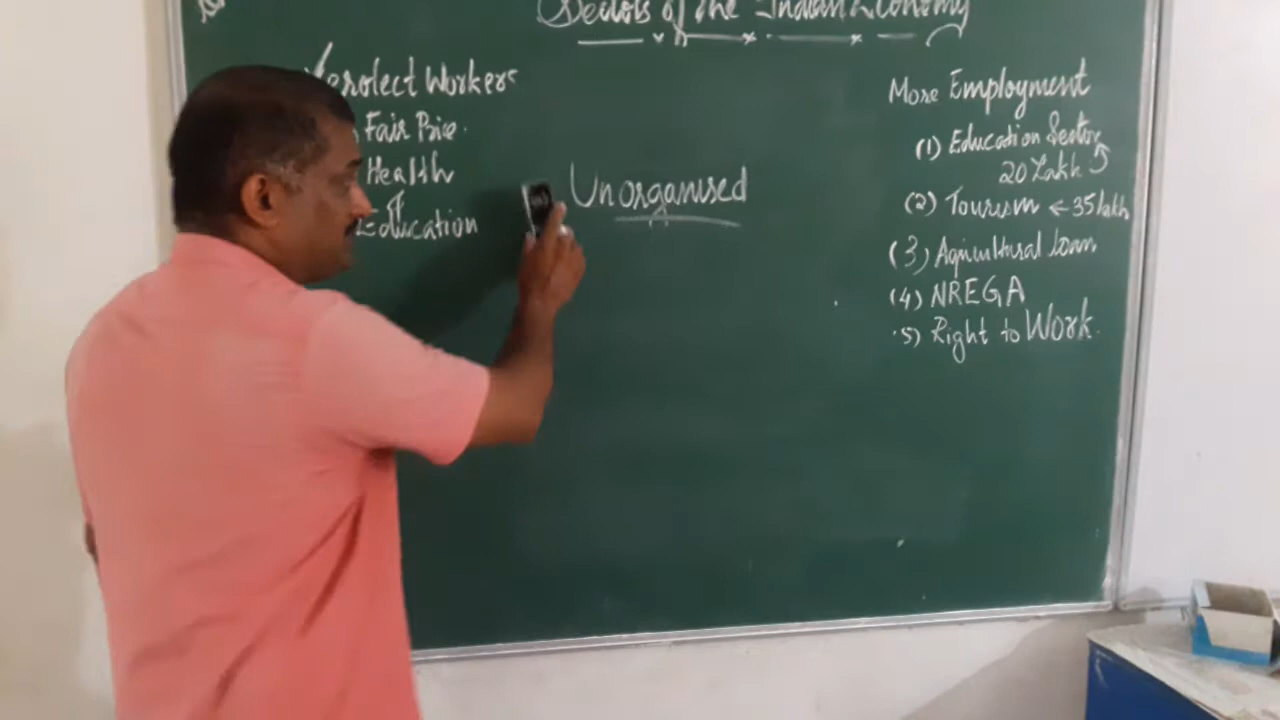 Sectors of the Indian Economy
Protect Workers
Fair Price.
Health
Education
Unorganised
More Employment
(1) Education Sector
20 Lakh
(2) Tourism ← 35 lakh
(3) Agricultural Loan
(4) NREGA
(5) Right to Work.